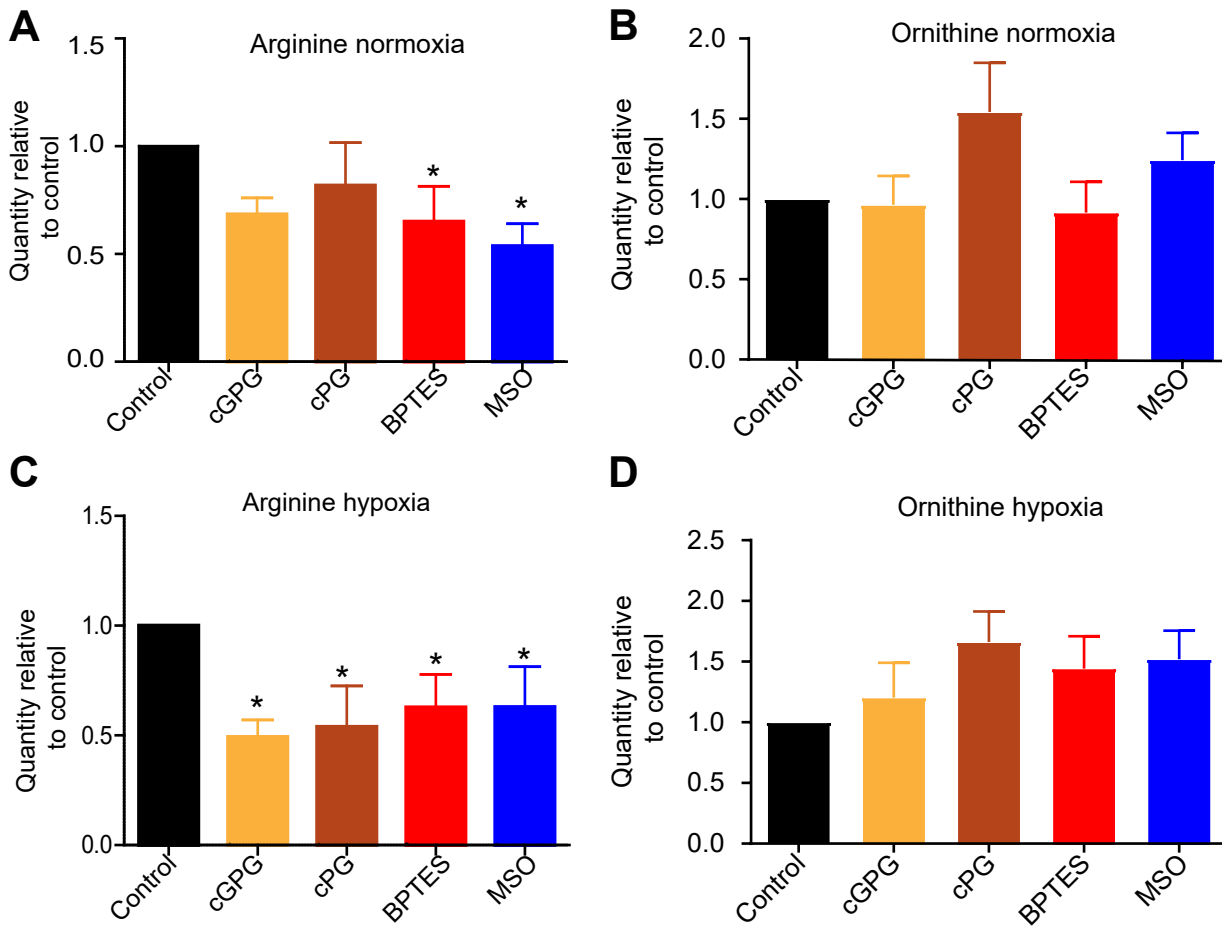 A
Arginine normoxia
Quantity relative
to control
1.5
1.0
0.5
0.0
*
*
Control
cGPG
cPG
BPTES
MSO
B
Ornithine normoxia
Quantity relative
to control
2.0
1.5
1.0
0.5
0.0
Control
cGPG
cPG
BPTES
MSO
C
Arginine hypoxia
Quantity relative
to control
1.5
1.0
0.5
0.0
*
*
*
*
Control
cGPG
cPG
BPTES
MSO
D
Ornithine hypoxia
Quantity relative
to control
2.5
2.0
1.5
1.0
0.5
0.0
Control
cGPG
cPG
BPTES
MSO